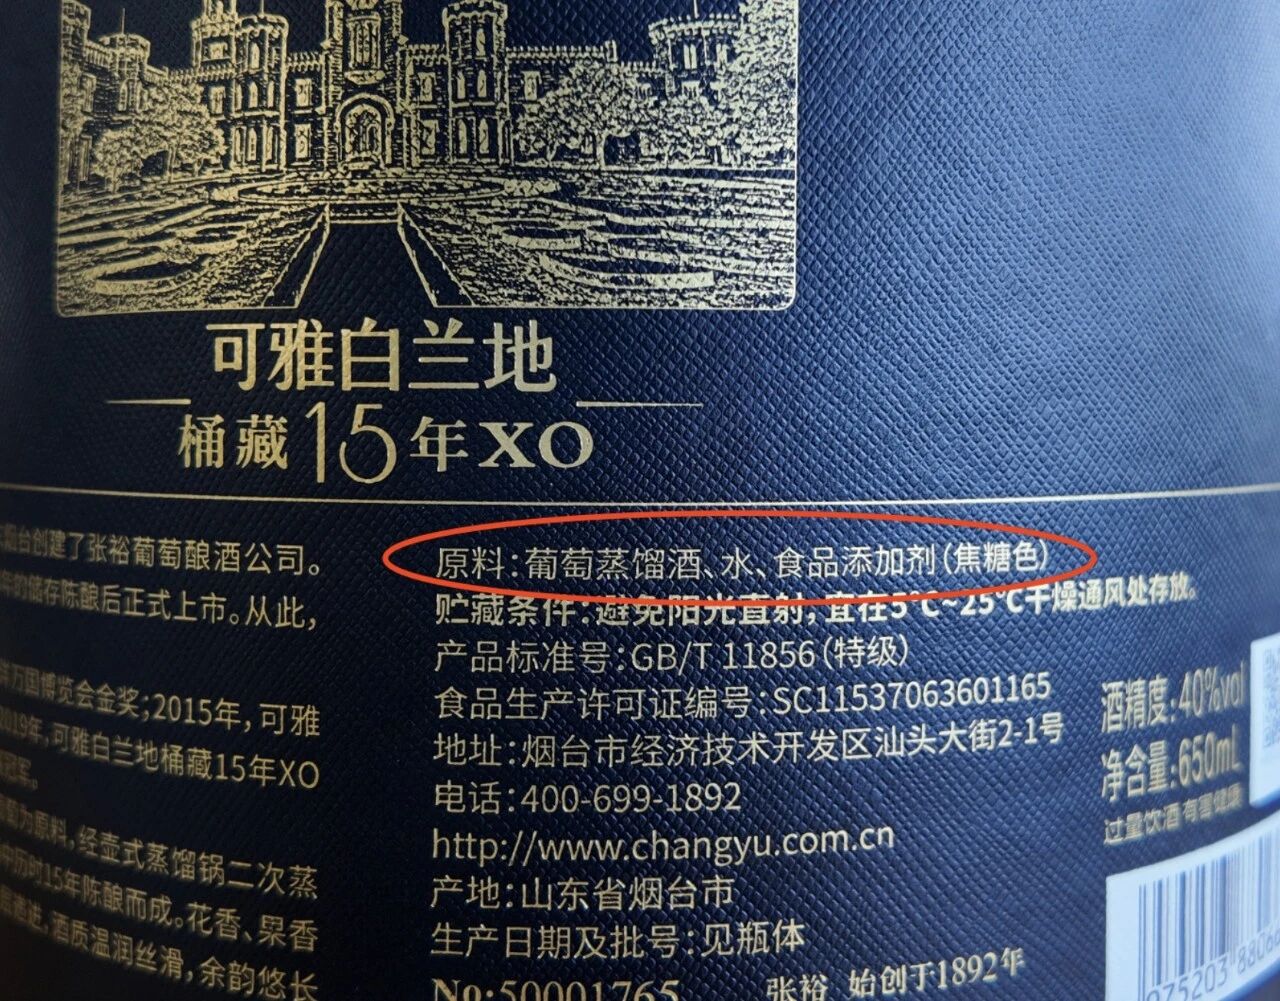 可雅白兰地
桶藏15年XO
台创建了张裕葡萄酿酒公司。
年的储存陈酿后正式上市。从此,
万国博览会金奖;2015年,可雅
2019年,可雅白兰地桶藏15年XO
为原料,经壶式蒸馏锅二次蒸
历时15年陈酿而成。花香、果香
酒质温润丝滑,余韵悠长
原料:葡萄蒸馏酒、水、食品添加剂(焦糖色)
贮藏条件:避免阳光直射,宜在5℃~25℃干燥通风处存放。
产品标准号:GB/T 11856(特级)
食品生产许可证编号:SC11537063601165
地址:烟台市经济技术开发区汕头大街2-1号
电话:400-699-1892
http://www.changyu.com.cn
产地:山东省烟台市
生产日期及批号:见瓶体
No:50001765
张裕 始创于1892年
酒精度:40%vol
净含量:650mL
过量饮酒 有害健康